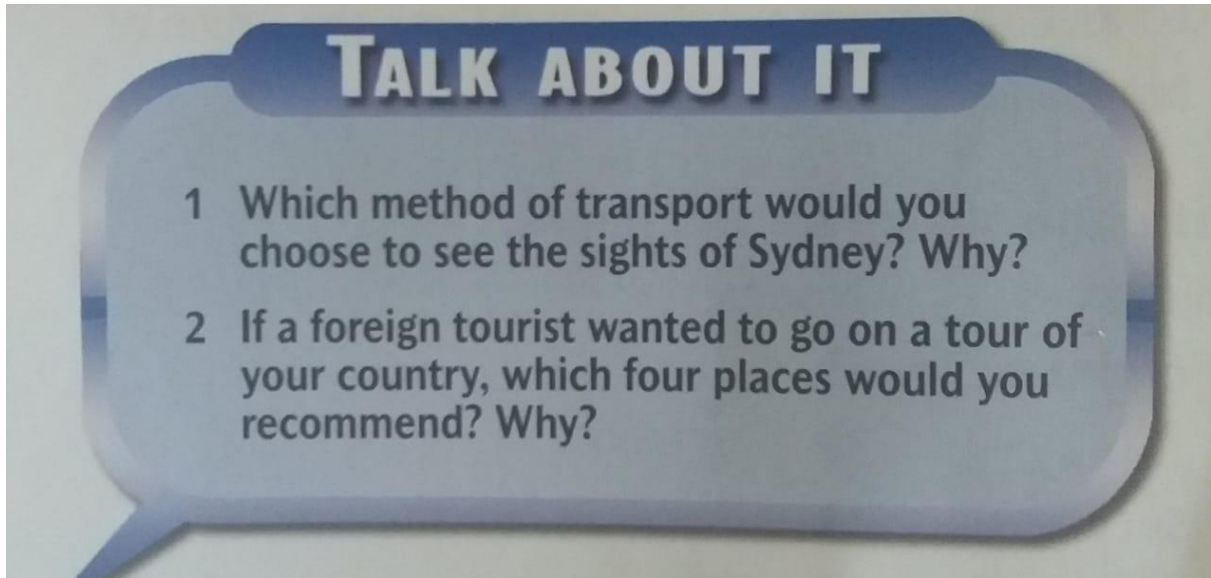 TALK ABOUT IT
1 Which method of transport would you
choose to see the sights of Sydney? Why?
2 If a foreign tourist wanted to go on a tour of
your country, which four places would you
recommend? Why?